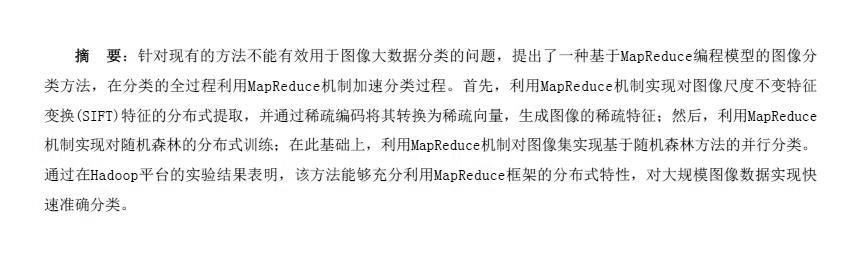 摘　要：针对现有的方法不能有效用于图像大数据分类的问题，提出了一种基于MapReduce编程模型的图像分
类方法，在分类的全过程利用MapReduce机制加速分类过程。首先，利用MapReduce机制实现对图像尺度不变特征
变换(SIFT)特征的分布式提取，并通过稀疏编码将其转换为稀疏向量，生成图像的稀疏特征；然后，利用MapReduce
机制实现对随机森林的分布式训练；在此基础上，利用MapReduce机制对图像集实现基于随机森林方法的并行分类。
通过在Hadoop平台的实验结果表明，该方法能够充分利用MapReduce框架的分布式特性，对大规模图像数据实现快
速准确分类。